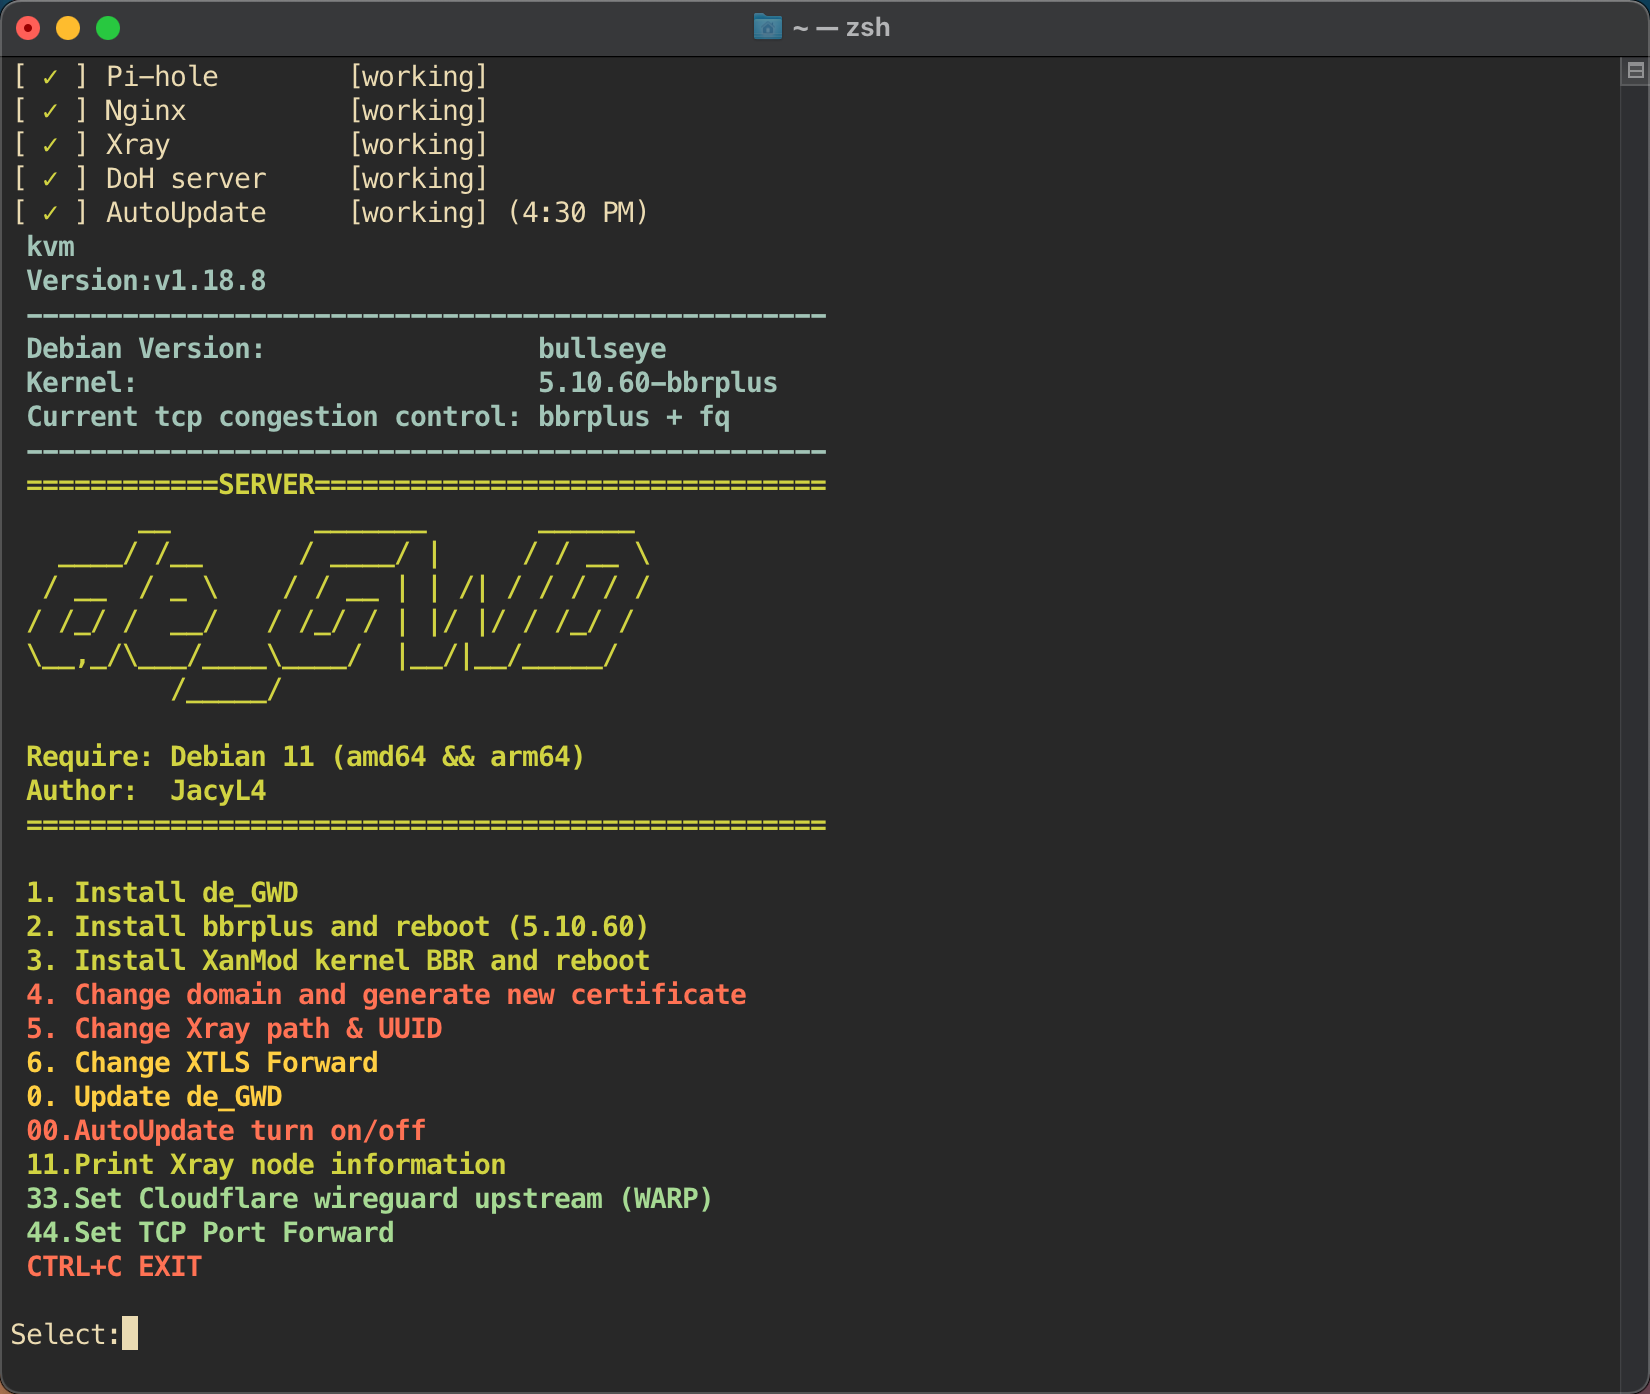 ~ — zsh
[ ✓ ] Pi-hole        [working]
[ ✓ ] Nginx          [working]
[ ✓ ] Xray           [working]
[ ✓ ] DoH server     [working]
[ ✓ ] AutoUpdate     [working] (4:30 PM)
kvm
Version:v1.18.8
--------------------------------------------------
Debian Version:                 bullseye
Kernel:                         5.10.60-bbrplus
Current tcp congestion control: bbrplus + fq
--------------------------------------------------
============SERVER================================
de_GWD
Require: Debian 11 (amd64 && arm64)
Author:  JacyL4
==================================================
1. Install de_GWD
2. Install bbrplus and reboot (5.10.60)
3. Install XanMod kernel BBR and reboot
4. Change domain and generate new certificate
5. Change Xray path & UUID
6. Change XTLS Forward
0. Update de_GWD
00.AutoUpdate turn on/off
11.Print Xray node information
33.Set Cloudflare wireguard upstream (WARP)
44.Set TCP Port Forward
CTRL+C EXIT
Select: